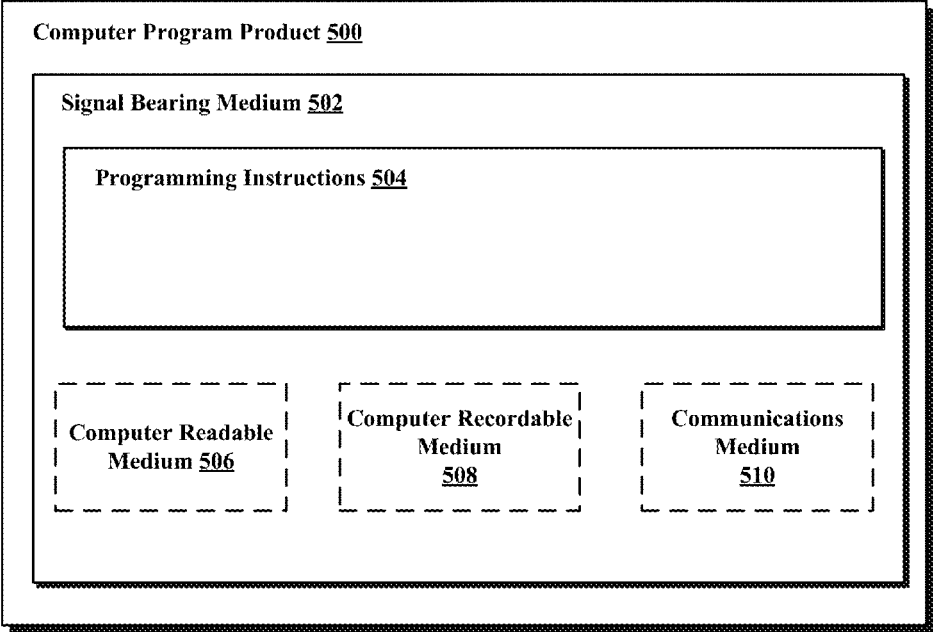 Computer Program Product 500
Signal Bearing Medium 502
Programming Instructions 504
Computer Readable
Medium 506
Computer Recordable
Medium
508
Communications
Medium
510